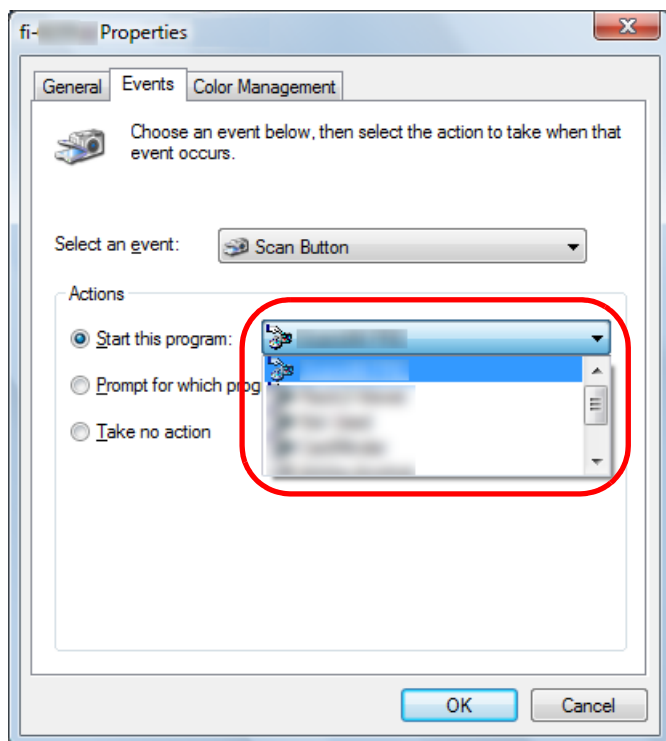 fi- Properties
General Events Color Management
Choose an event below, then select the action to take when that
event occurs.
Select an event: Scan Button
Actions
Start this program:
Prompt for which prog
Take no action
OK Cancel